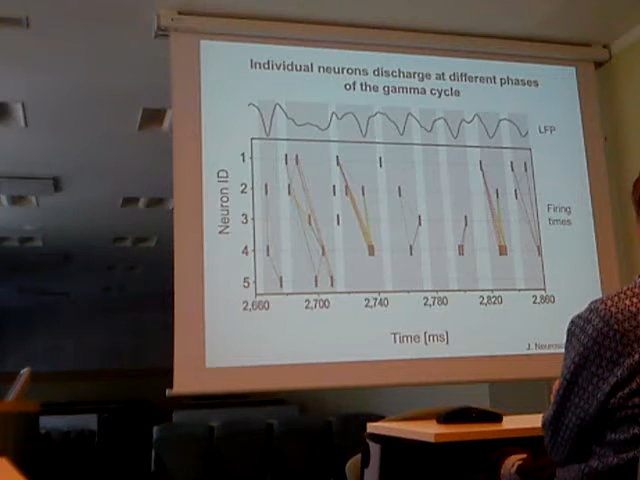 Individual neurons discharge at different phases
of the gamma cycle
LFP
Neuron ID
1
2
3
4
5
Firing
times
2,660 2,700 2,740 2,780 2,820 2,860
Time [ms]
J.